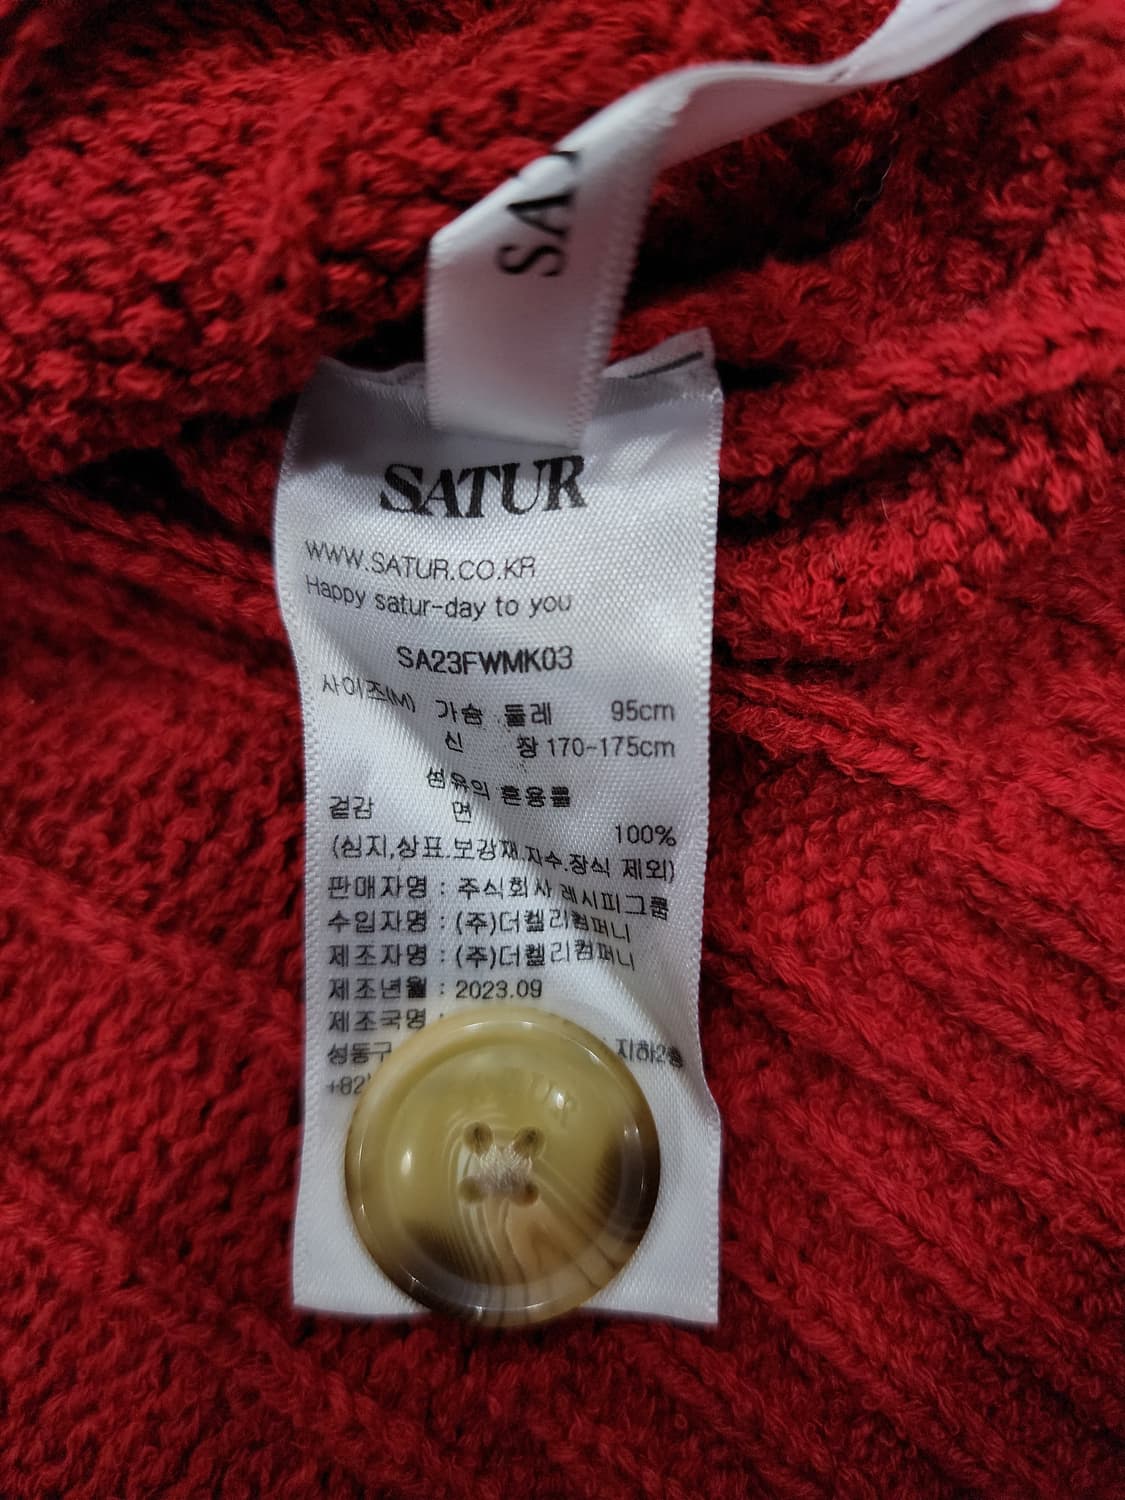 SA
SATUR
WWW.SATUR.CO.KR
Happy satur-day to you
SA23FWMK03
사이즈(M) 가슴 둘레 95cm
신 장 170-175cm
섬유의 혼용률
겉감 면 100%
(심지,상표,보강재,자수,장식 제외)
판매자명 : 주식회사 레시피그룹
수입자명 : (주)더켈리컴퍼니
제조자명 : (주)더켈리컴퍼니
제조년월 : 2023.09
제조국명 :
성동구 지하2층
+82